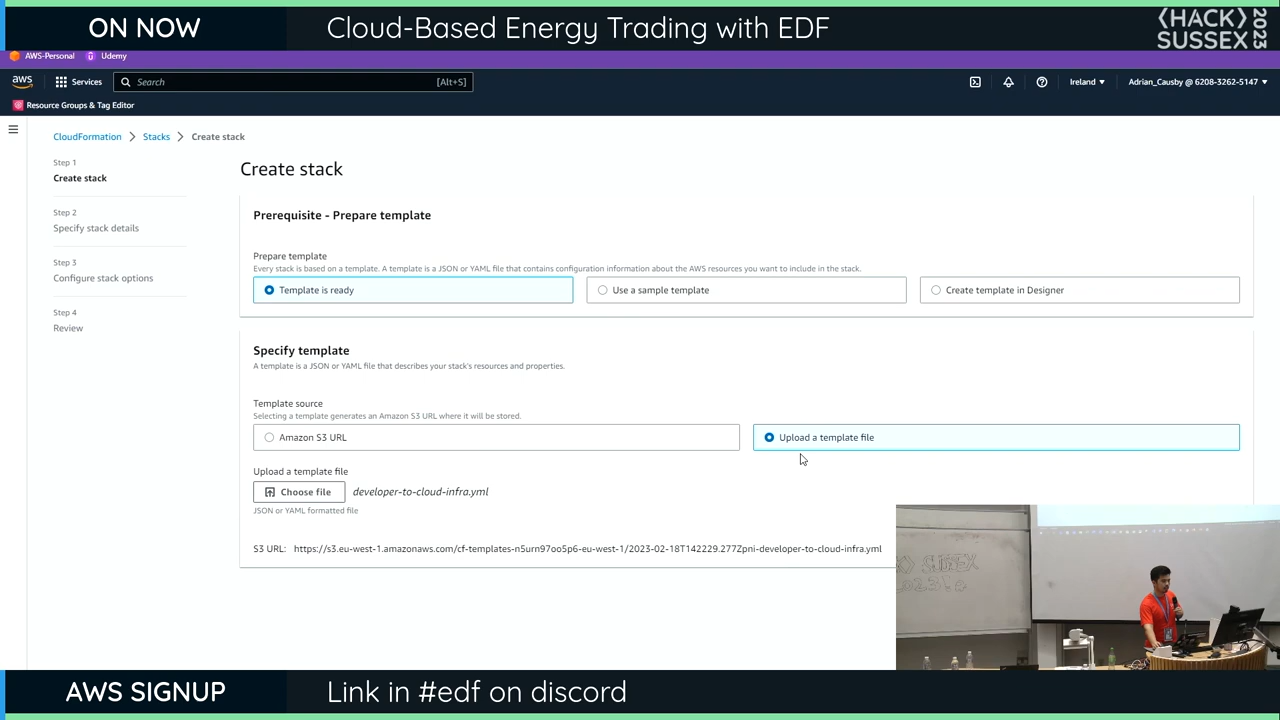 ON NOW
Cloud-Based Energy Trading with EDF
{HACK}
SUSSEX
2023
AWS-Personal
Udemy
aws
Services
Search
[Alt+S]
Ireland
Adrian_Causby @ 6208-3262-5147
Resource Groups & Tag Editor
CloudFormation
Stacks
Create stack
Step 1
Create stack
Step 2
Specify stack details
Step 3
Configure stack options
Step 4
Review
Create stack
Prerequisite - Prepare template
Prepare template
Every stack is based on a template. A template is a JSON or YAML file that contains configuration information about the AWS resources you want to include in the stack.
Template is ready
Use a sample template
Create template in Designer
Specify template
A template is a JSON or YAML file that describes your stack's resources and properties.
Template source
Selecting a template generates an Amazon S3 URL where it will be stored.
Amazon S3 URL
Upload a template file
Upload a template file
Choose file
developer-to-cloud-infra.yml
JSON or YAML formatted file
S3 URL: https://s3.eu-west-1.amazonaws.com/cf-templates-n5urn97oo5p6-eu-west-1/2023-02-18T142229.277Zpni-developer-to-cloud-infra.yml
SUSSEX
AWS SIGNUP
Link in #edf on discord